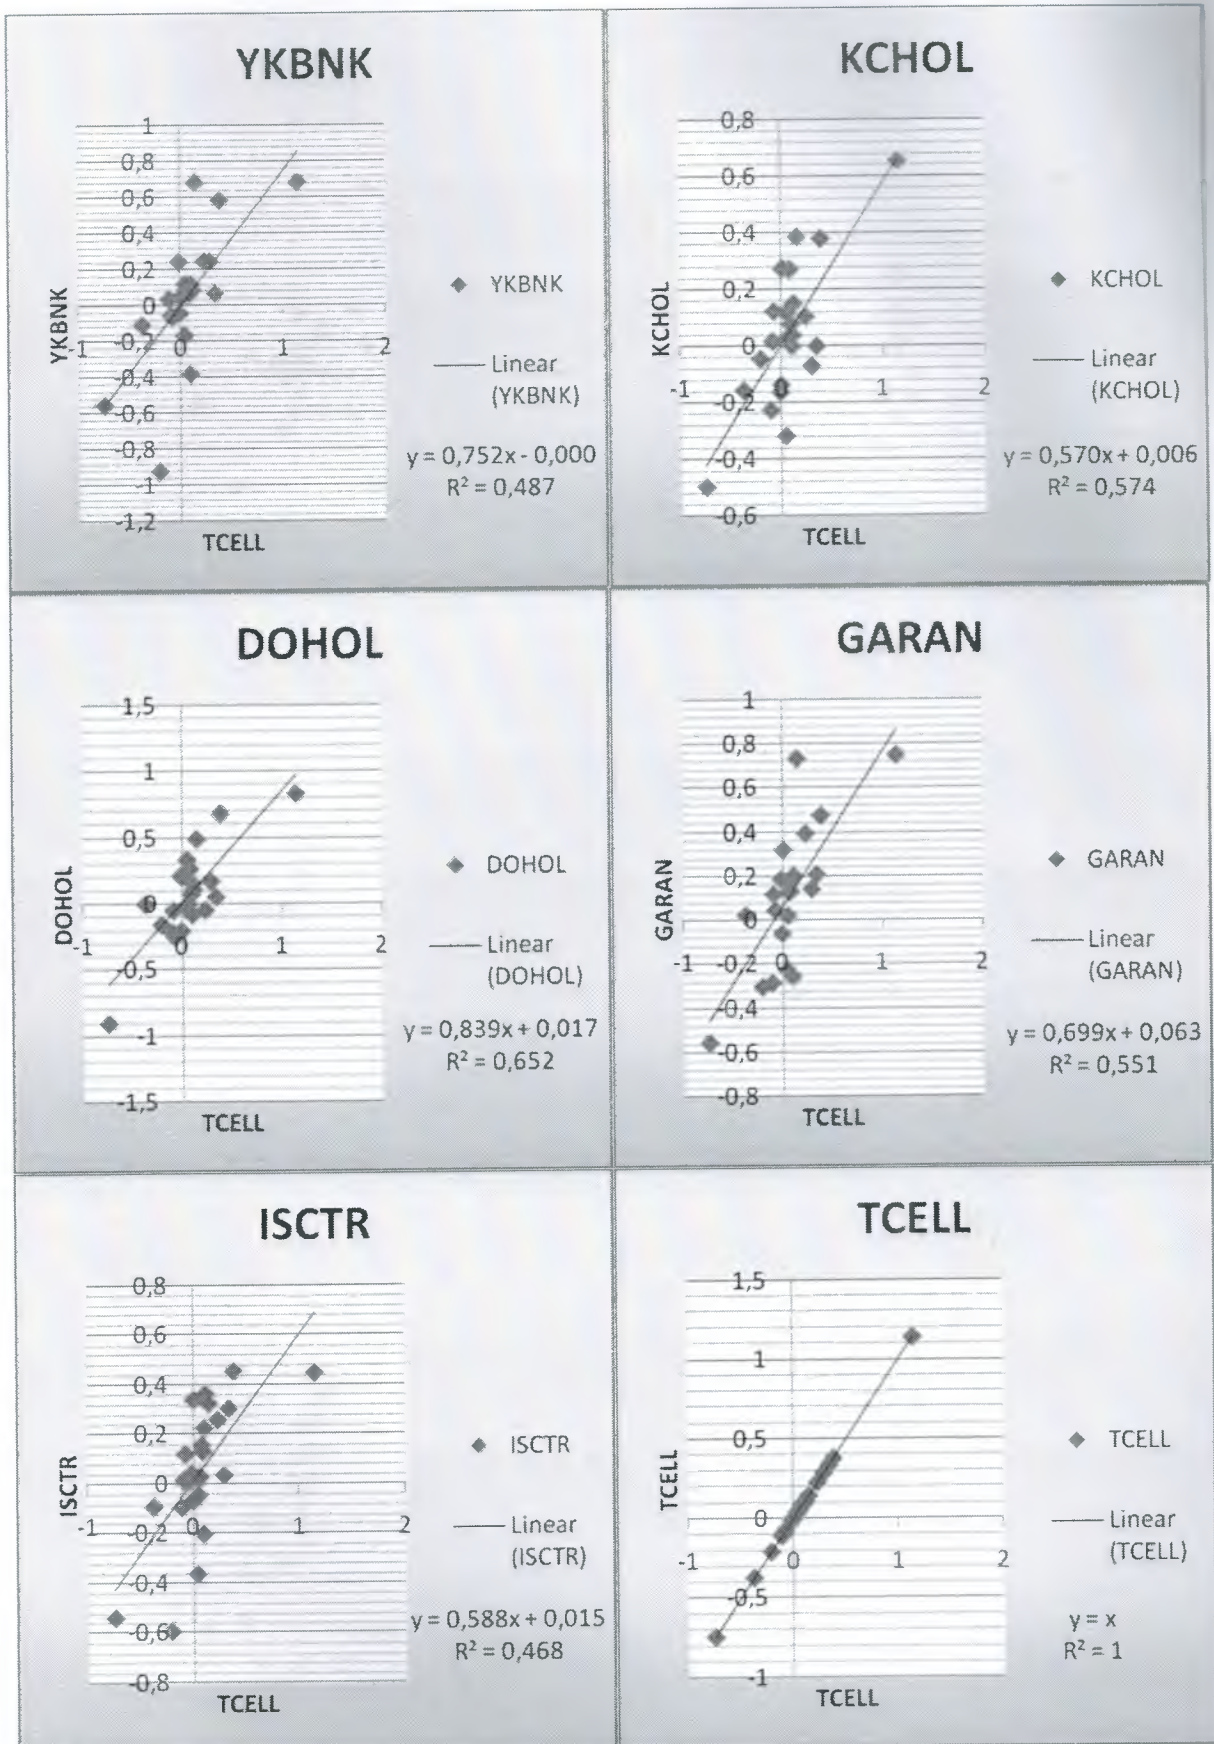 YKBNK
1
0,8
0,6
0,4
0,2
0
-0,2
-0,4
-0,6
-0,8
-1
-1,2
-1 0 1 2
YKBNK
TCELL
YKBNK
Linear
(YKBNK)
y = 0,752x - 0,000
R² = 0,487
KCHOL
0,8
0,6
0,4
0,2
0
-0,2
-0,4
-0,6
-1 0 1 2
KCHOL
TCELL
KCHOL
Linear
(KCHOL)
y = 0,570x + 0,006
R² = 0,574
DOHOL
1,5
1
0,5
0
-0,5
-1
-1,5
-1 0 1 2
DOHOL
TCELL
DOHOL
Linear
(DOHOL)
y = 0,839x + 0,017
R² = 0,652
GARAN
1
0,8
0,6
0,4
0,2
0
-0,2
-0,4
-0,6
-0,8
-1 0 1 2
GARAN
TCELL
GARAN
Linear
(GARAN)
y = 0,699x + 0,063
R² = 0,551
ISCTR
0,8
0,6
0,4
0,2
0
-0,2
-0,4
-0,6
-0,8
-1 0 1 2
ISCTR
TCELL
ISCTR
Linear
(ISCTR)
y = 0,588x + 0,015
R² = 0,468
TCELL
1,5
1
0,5
0
-0,5
-1
-1 0 1 2
TCELL
TCELL
TCELL
Linear
(TCELL)
y = x
R² = 1